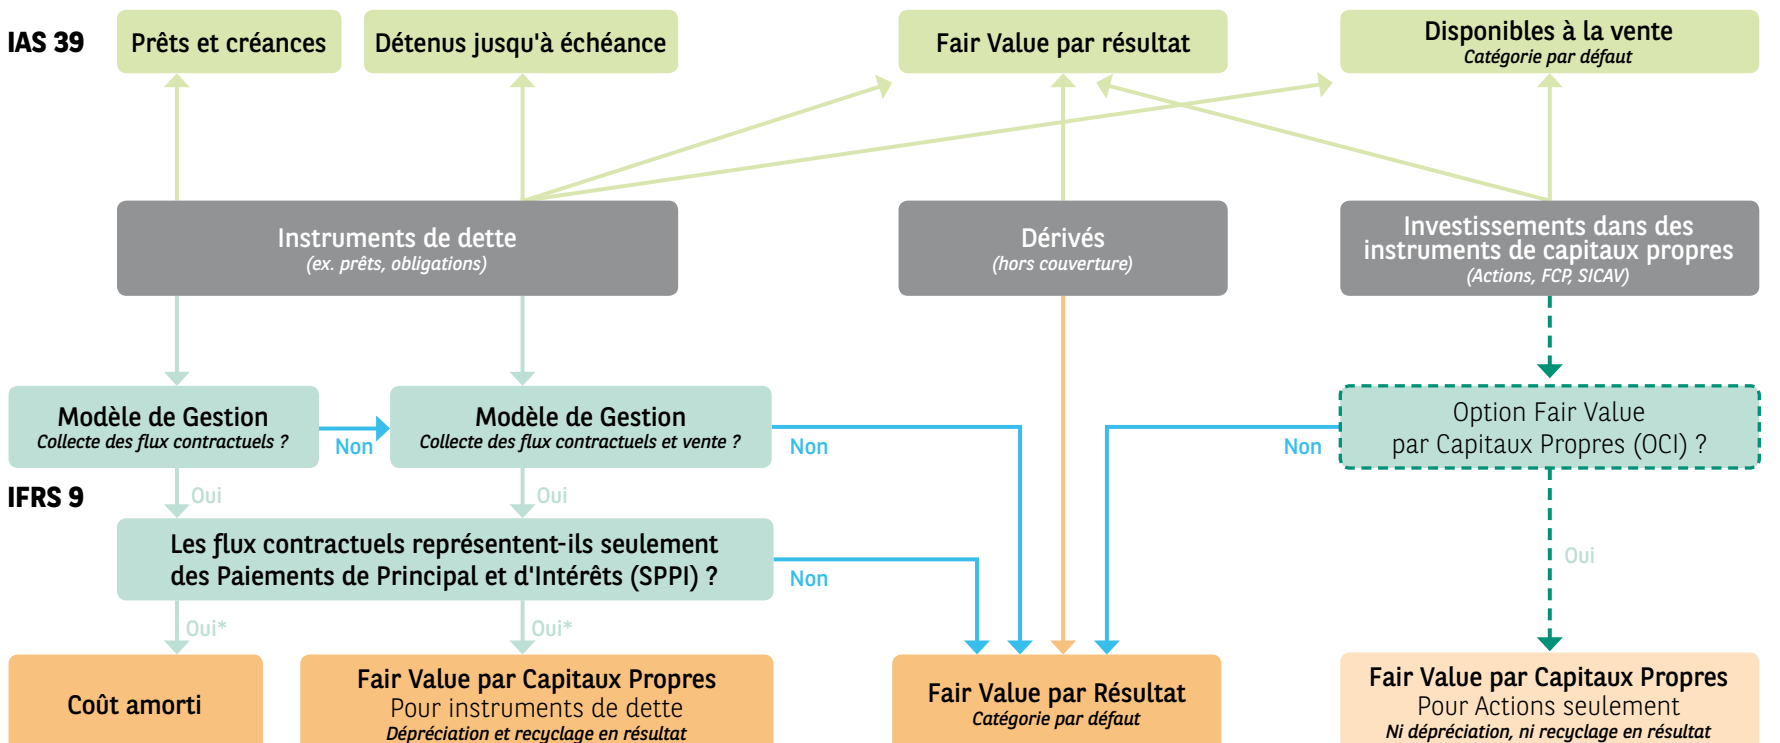 IAS 39
Prêts et créances
Détenus jusqu'à échéance
Fair Value par résultat
Disponibles à la vente
Catégorie par défaut
Instruments de dette
(ex. prêts, obligations)
Dérivés
(hors couverture)
Investissements dans des
instruments de capitaux propres
(Actions, FCP, SICAV)
Modèle de Gestion
Collecte des flux contractuels ?
Non
Modèle de Gestion
Collecte des flux contractuels et vente ?
Non
Non
Option Fair Value
par Capitaux Propres (OCI) ?
IFRS 9
Oui
Oui
Les flux contractuels représentent-ils seulement
des Paiements de Principal et d'Intérêts (SPPI) ?
Non
Oui
Oui*
Oui*
Coût amorti
Fair Value par Capitaux Propres
Pour instruments de dette
Dépréciation et recyclage en résultat
Fair Value par Résultat
Catégorie par défaut
Fair Value par Capitaux Propres
Pour Actions seulement
Ni dépréciation, ni recyclage en résultat